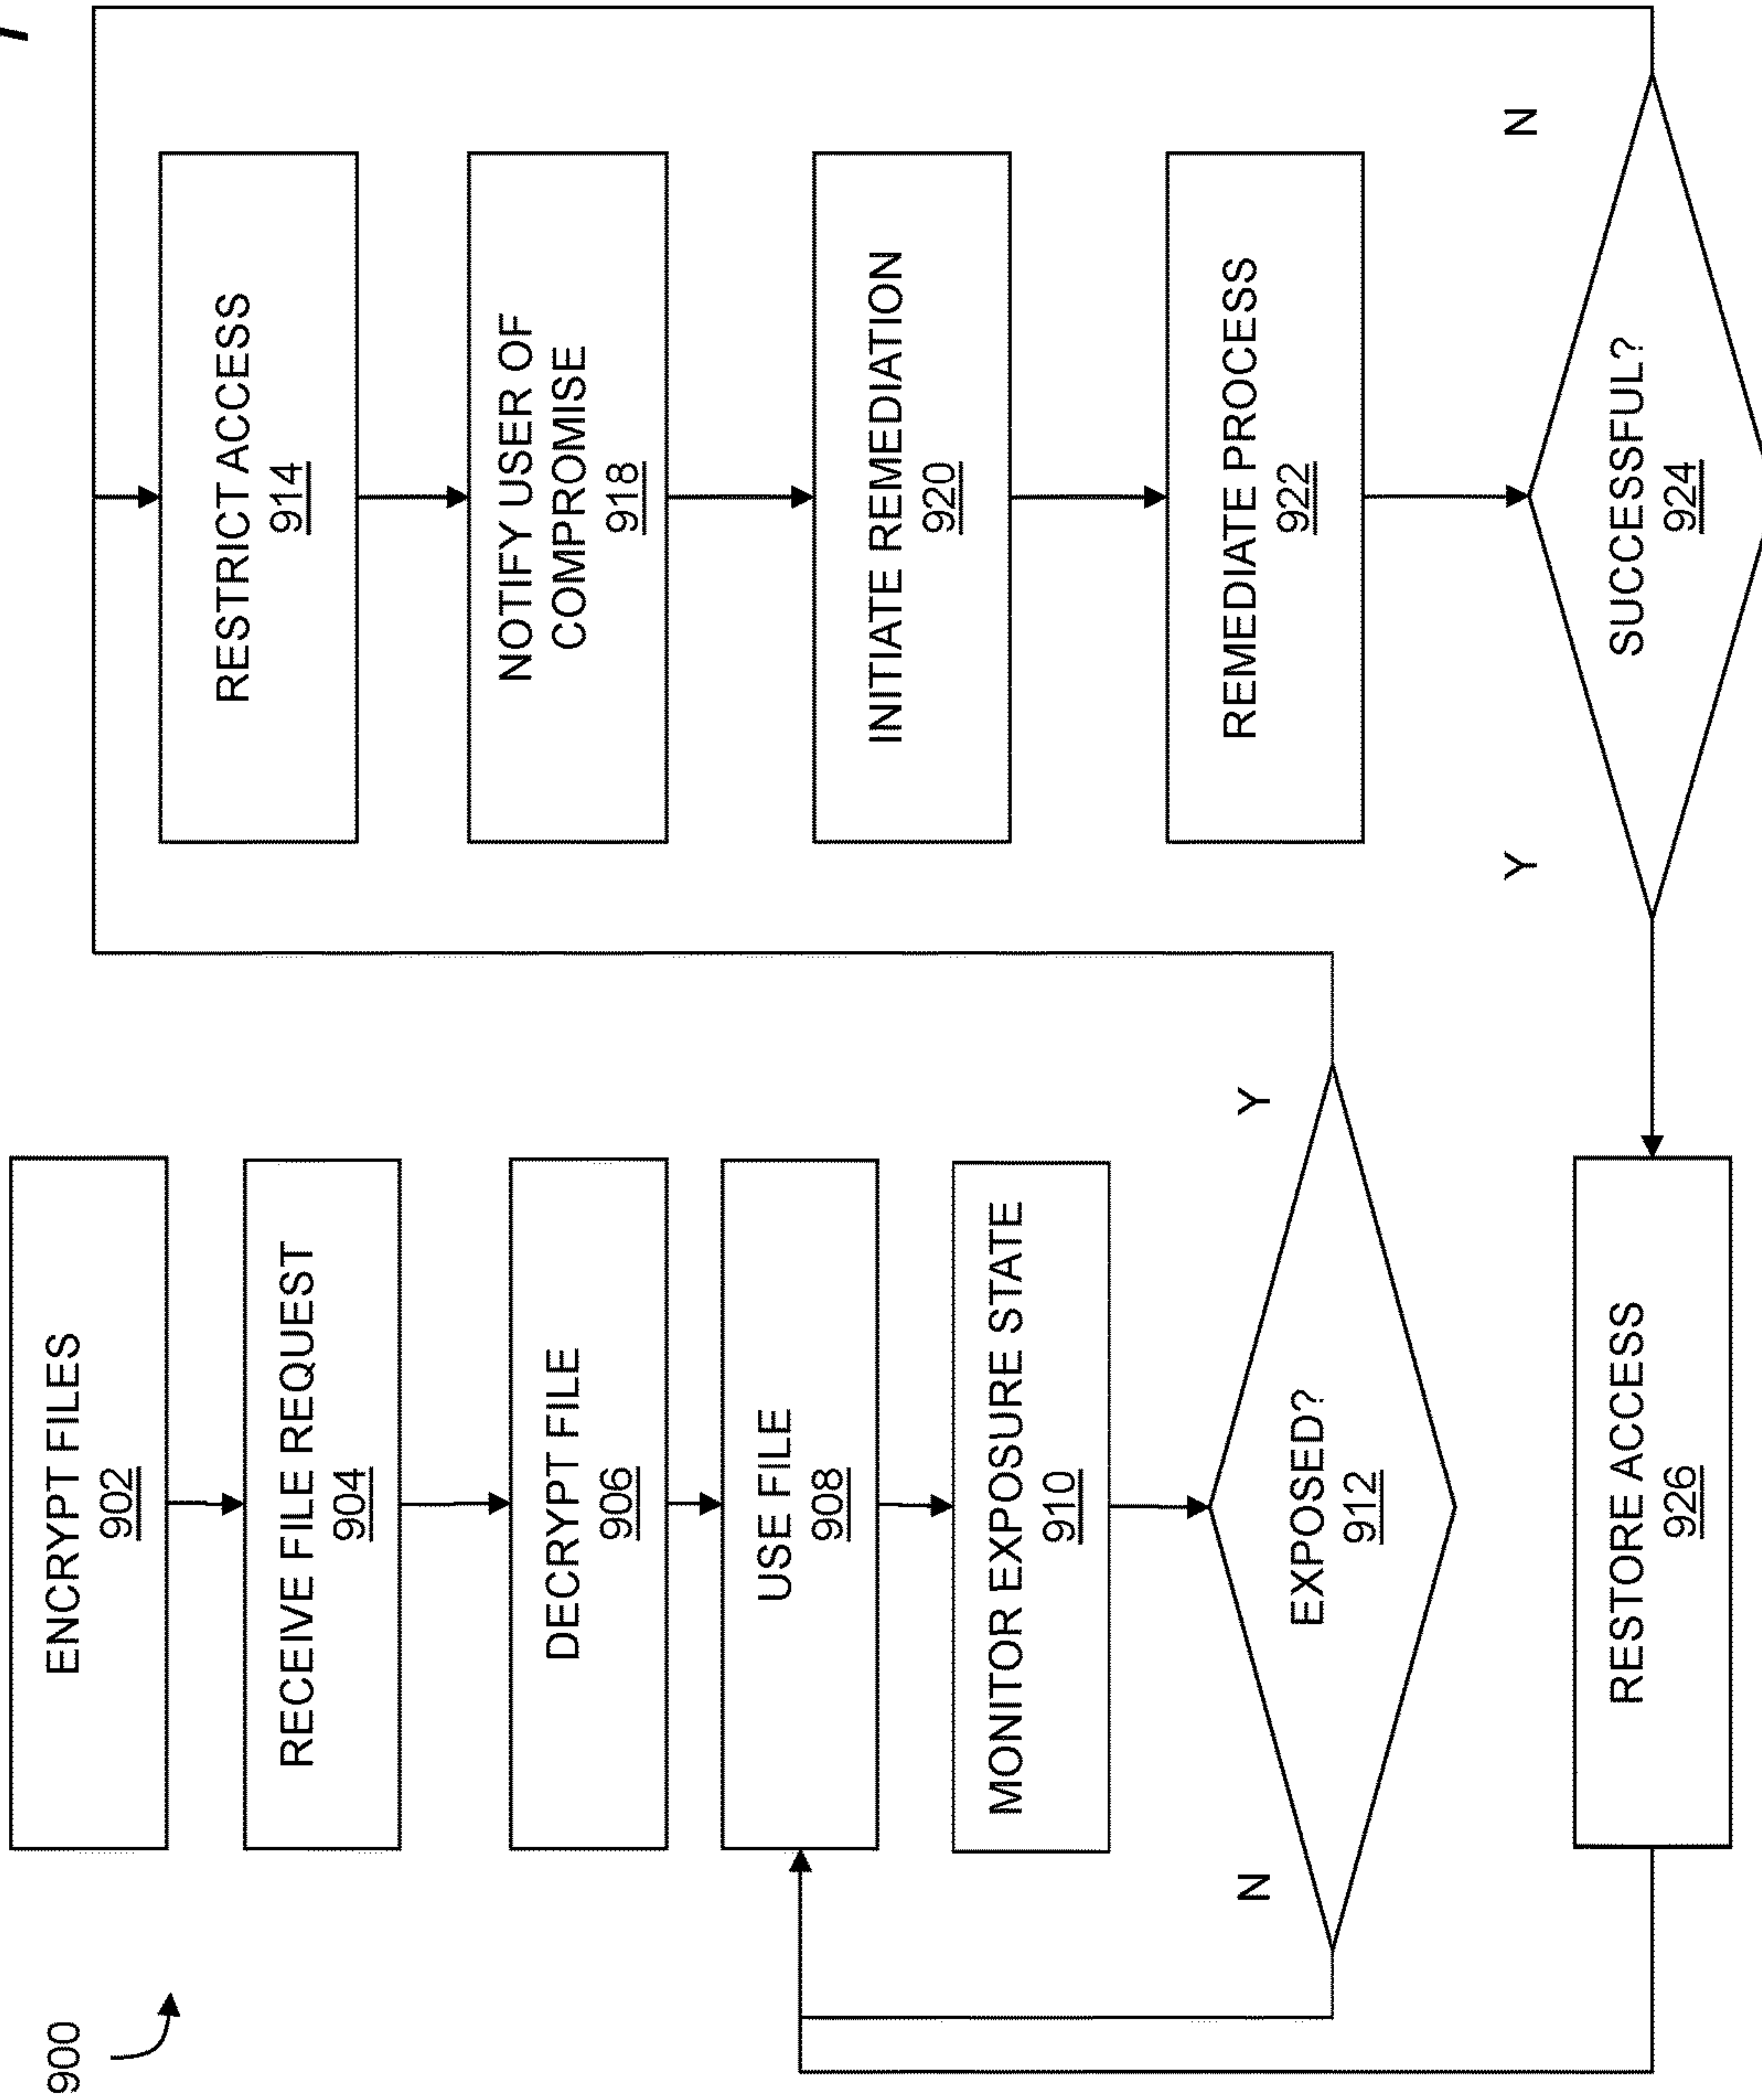 900
ENCRYPT FILES
902
RECEIVE FILE REQUEST
904
DECRYPT FILE
906
USE FILE
908
MONITOR EXPOSURE STATE
910
EXPOSED?
912
N
Y
RESTRICT ACCESS
914
NOTIFY USER OF
COMPROMISE
918
INITIATE REMEDIATION
920
REMEDIATE PROCESS
922
SUCCESSFUL?
924
Y
N
RESTORE ACCESS
926